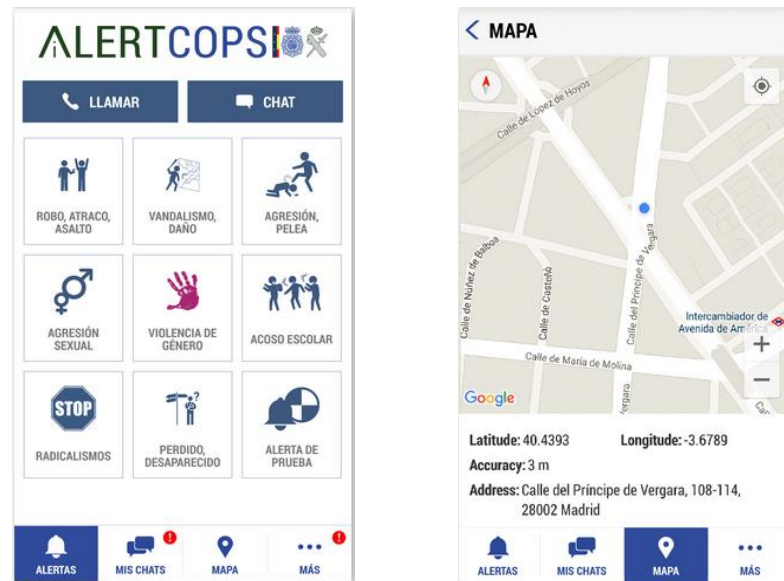 ALERTCOPS
LLAMAR
CHAT
ROBO, ATRACO,
ASALTO
VANDALISMO,
DAÑO
AGRESIÓN,
PELEA
AGRESIÓN
SEXUAL
VIOLENCIA DE
GÉNERO
ACOSO ESCOLAR
STOP
RADICALISMOS
?
PERDIDO,
DESAPARECIDO
ALERTA DE
PRUEBA
ALERTAS
!
MIS CHATS
MAPA
!
MÁS
< MAPA
Calle de López de Hoyos
Calle de Núñez de Balboa
Calle de Castelló
Calle del Príncipe de Vergara
Intercambiador de
Avenida de América
+
Calle de María de Molina
−
Google
Vergara
Latitude: 40.4393 Longitude: -3.6789
Accuracy: 3 m
Address: Calle del Príncipe de Vergara, 108-114,
28002 Madrid
ALERTAS
MIS CHATS
MAPA
MÁS